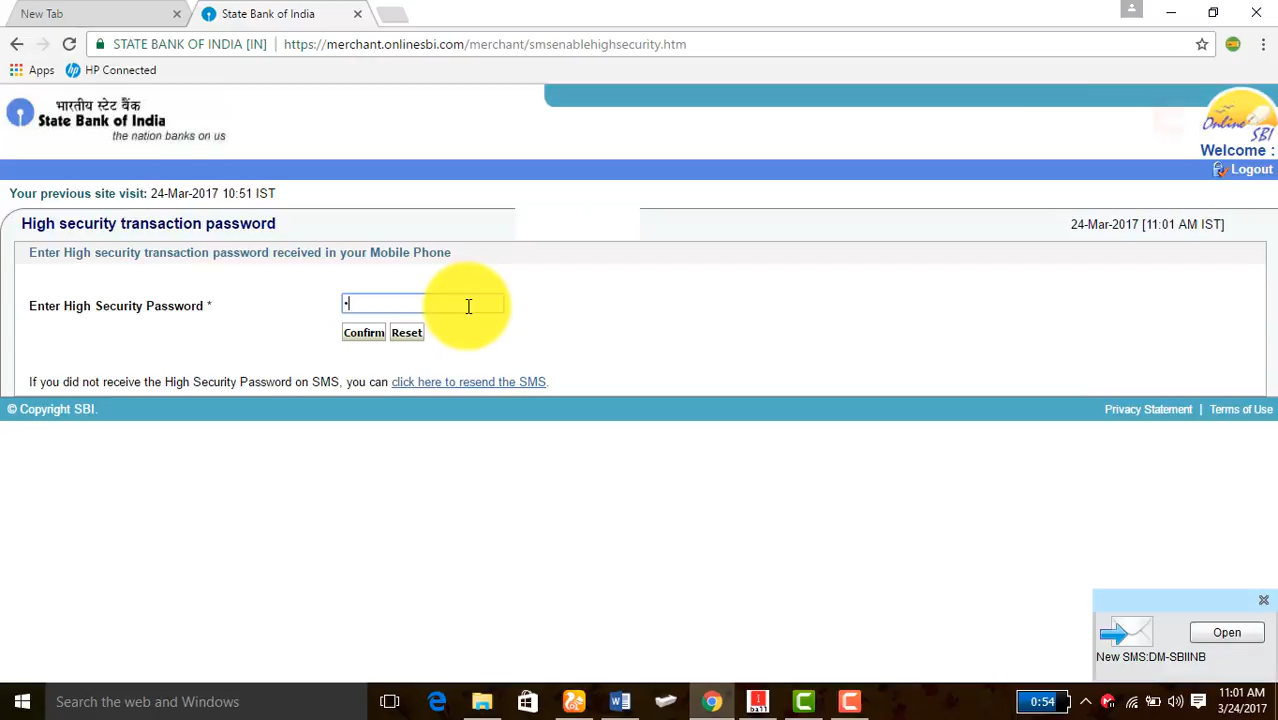 New Tab
State Bank of India
STATE BANK OF INDIA [IN] https://merchant.onlinesbi.com/merchant/smsenablehighsecurity.htm
Apps HP Connected
भारतीय स्टेट बैंक
State Bank of India
the nation banks on us
Online SBI
Welcome :
Logout
Your previous site visit: 24-Mar-2017 10:51 IST
High security transaction password
24-Mar-2017 [11:01 AM IST]
Enter High security transaction password received in your Mobile Phone
Enter High Security Password *
Confirm Reset
If you did not receive the High Security Password on SMS, you can click here to resend the SMS.
© Copyright SBI.
Privacy Statement | Terms of Use
Open
New SMS:DM-SBIINB
Search the web and Windows
iball
0:54
11:01 AM
3/24/2017